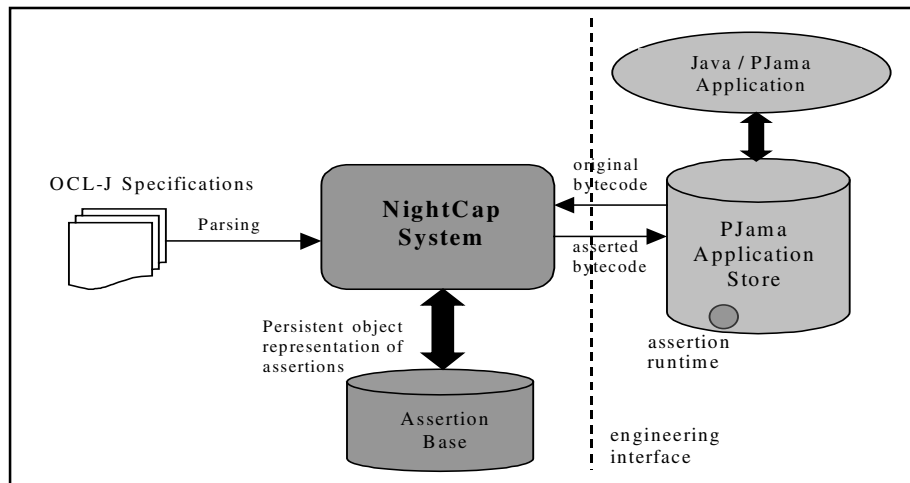 Java / PJama
Application
OCL-J Specifications
Parsing
NightCap
System
original
bytecode
asserted
bytecode
PJama
Application
Store
assertion
runtime
Persistent object
representation of
assertions
Assertion
Base
engineering
interface